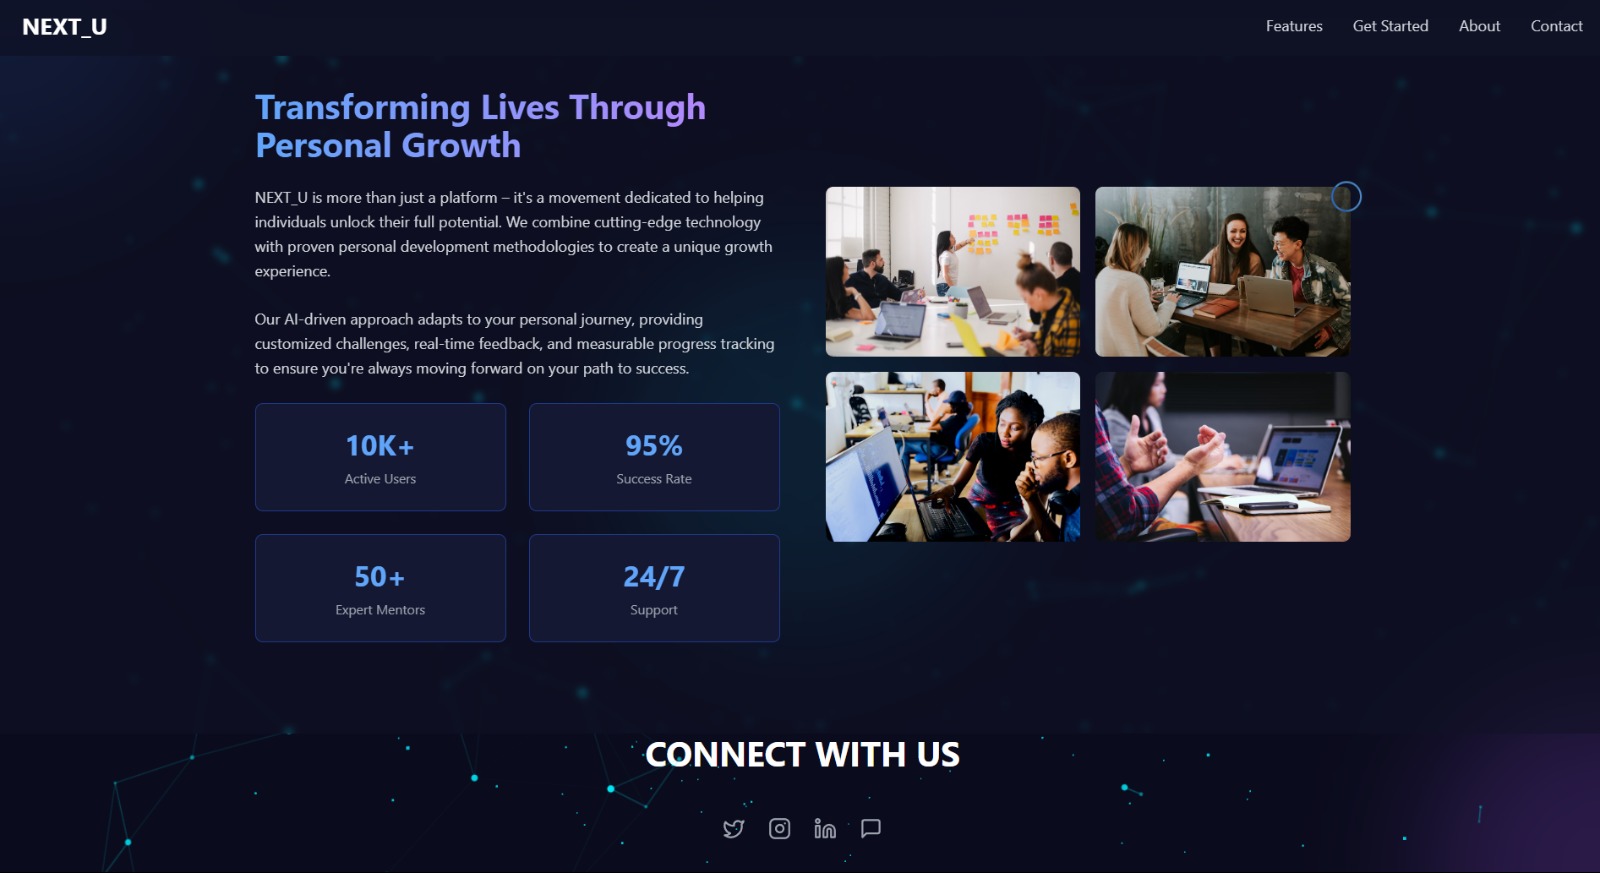 NEXT_U
Features
Get Started
About
Contact
Transforming Lives Through
Personal Growth
NEXT_U is more than just a platform – it's a movement dedicated to helping
individuals unlock their full potential. We combine cutting-edge technology
with proven personal development methodologies to create a unique growth
experience.
Our AI-driven approach adapts to your personal journey, providing
customized challenges, real-time feedback, and measurable progress tracking
to ensure you're always moving forward on your path to success.
10K+
Active Users
95%
Success Rate
50+
Expert Mentors
24/7
Support
CONNECT WITH US